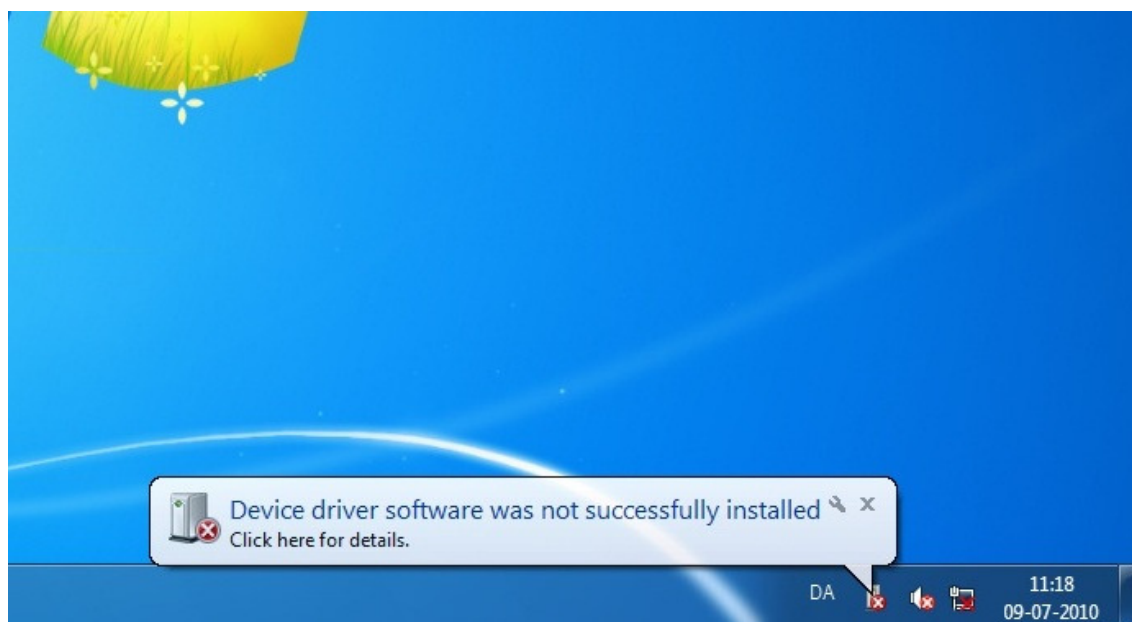 Device driver software was not successfully installed
Click here for details.
DA
11:18
09-07-2010